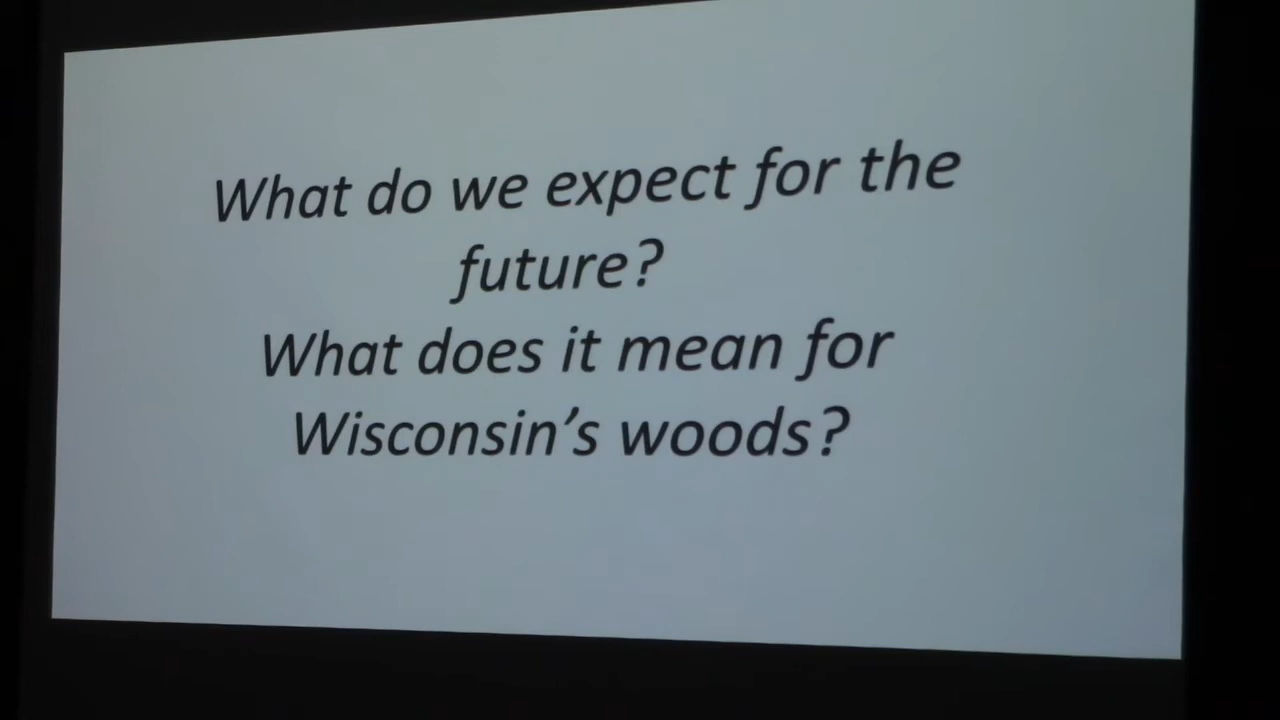 What do we expect for the
future?
What does it mean for
Wisconsin's woods?